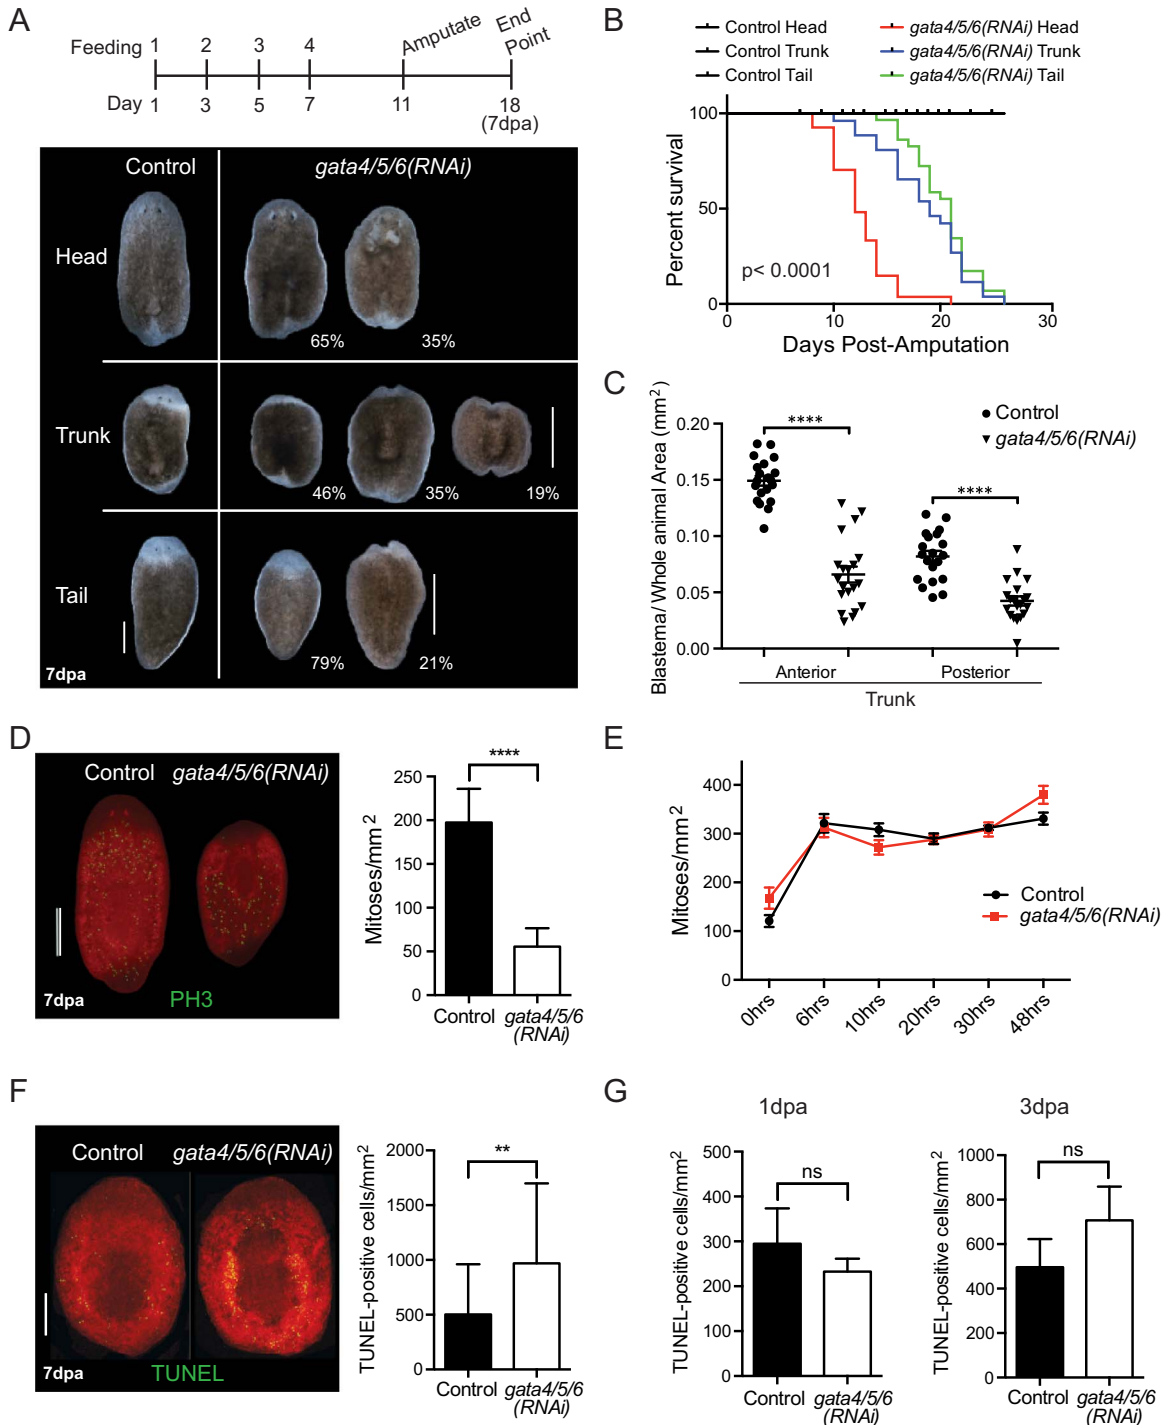 A
Feeding 1 2 3 4 Amputate End Point
Day 1 3 5 7 11 18
(7dpa)
Control gata4/5/6(RNAi)
Head
65% 35%
Trunk
46% 35% 19%
Tail
79% 21%
7dpa
B
Control Head gata4/5/6(RNAi) Head
Control Trunk gata4/5/6(RNAi) Trunk
Control Tail gata4/5/6(RNAi) Tail
Percent survival
100
50
0
p< 0.0001
0 10 20 30
Days Post-Amputation
C
Blastema/ Whole animal Area (mm²)
Control
gata4/5/6(RNAi)
0.20
0.15
0.10
0.05
0.00
****
****
Anterior Posterior
Trunk
D
Control gata4/5/6(RNAi)
7dpa PH3
Mitoses/mm²
250
200
150
100
50
0
****
Control gata4/5/6
(RNAi)
E
Mitoses/mm²
400
300
200
100
0
Control
gata4/5/6(RNAi)
0hrs 6hrs 10hrs 20hrs 30hrs 48hrs
F
Control gata4/5/6(RNAi)
7dpa TUNEL
TUNEL-positive cells/mm²
2000
1500
1000
500
0
**
Control gata4/5/6
(RNAi)
G
1dpa
TUNEL-positive cells/mm²
500
400
300
200
100
0
ns
Control gata4/5/6
(RNAi)
3dpa
TUNEL-positive cells/mm²
1000
800
600
400
200
0
ns
Control gata4/5/6
(RNAi)